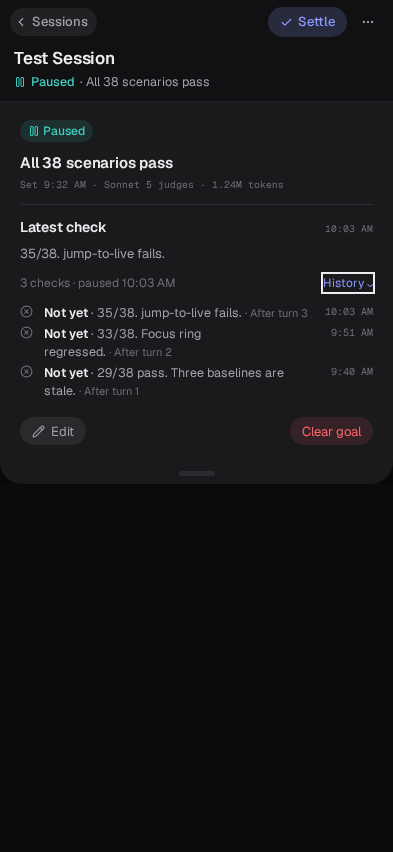 Sessions
Settle
Test Session
Paused · All 38 scenarios pass
Paused
All 38 scenarios pass
Set 9:32 AM · Sonnet 5 judges · 1.24M tokens
Latest check
10:03 AM
35/38. jump-to-live fails.
3 checks · paused 10:03 AM
History
Not yet · 35/38. jump-to-live fails. · After turn 3
10:03 AM
Not yet · 33/38. Focus ring
regressed. · After turn 2
9:51 AM
Not yet · 29/38 pass. Three baselines are
stale. · After turn 1
9:40 AM
Edit
Clear goal